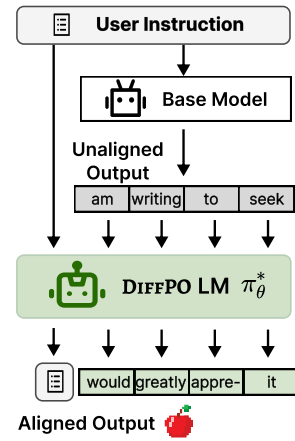 User Instruction
Base Model
Unaligned
Output
am writing to seek
DIFFPO LM π*θ
would greatly appre- it
Aligned Output